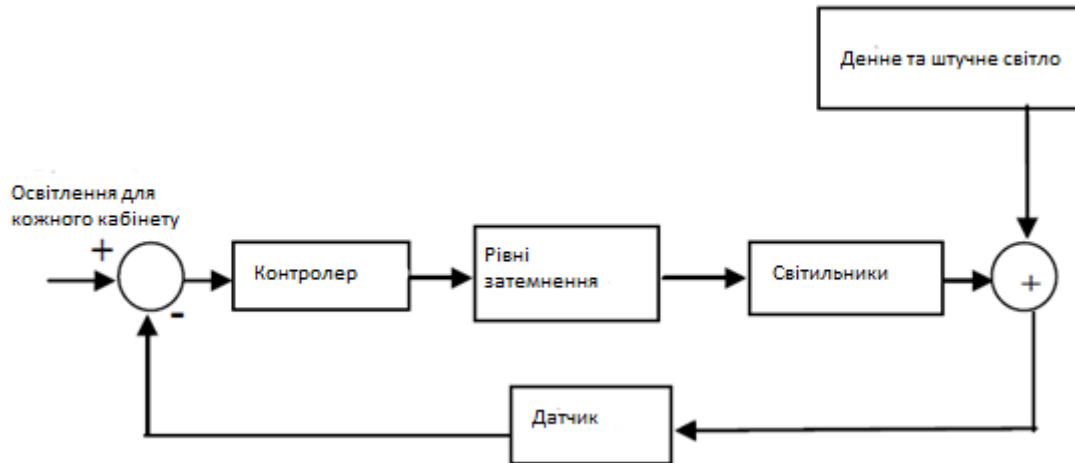 Денне та штучне світло
Освітлення для
кожного кабінету
+
-
Контролер
Рівні
затемнення
Світильники
+
Датчик